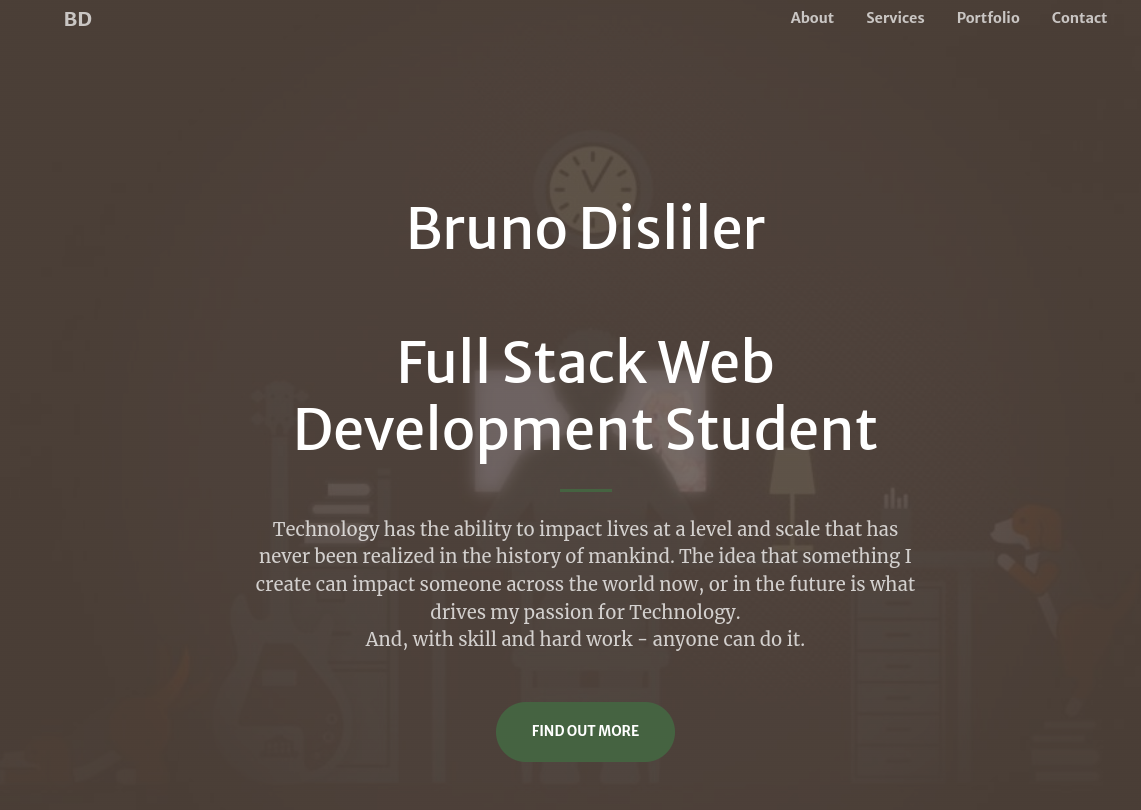 BD
About Services Portfolio Contact
Bruno Disliler
Full Stack Web
Development Student
Technology has the ability to impact lives at a level and scale that has
never been realized in the history of mankind. The idea that something I
create can impact someone across the world now, or in the future is what
drives my passion for Technology.
And, with skill and hard work - anyone can do it.
FIND OUT MORE